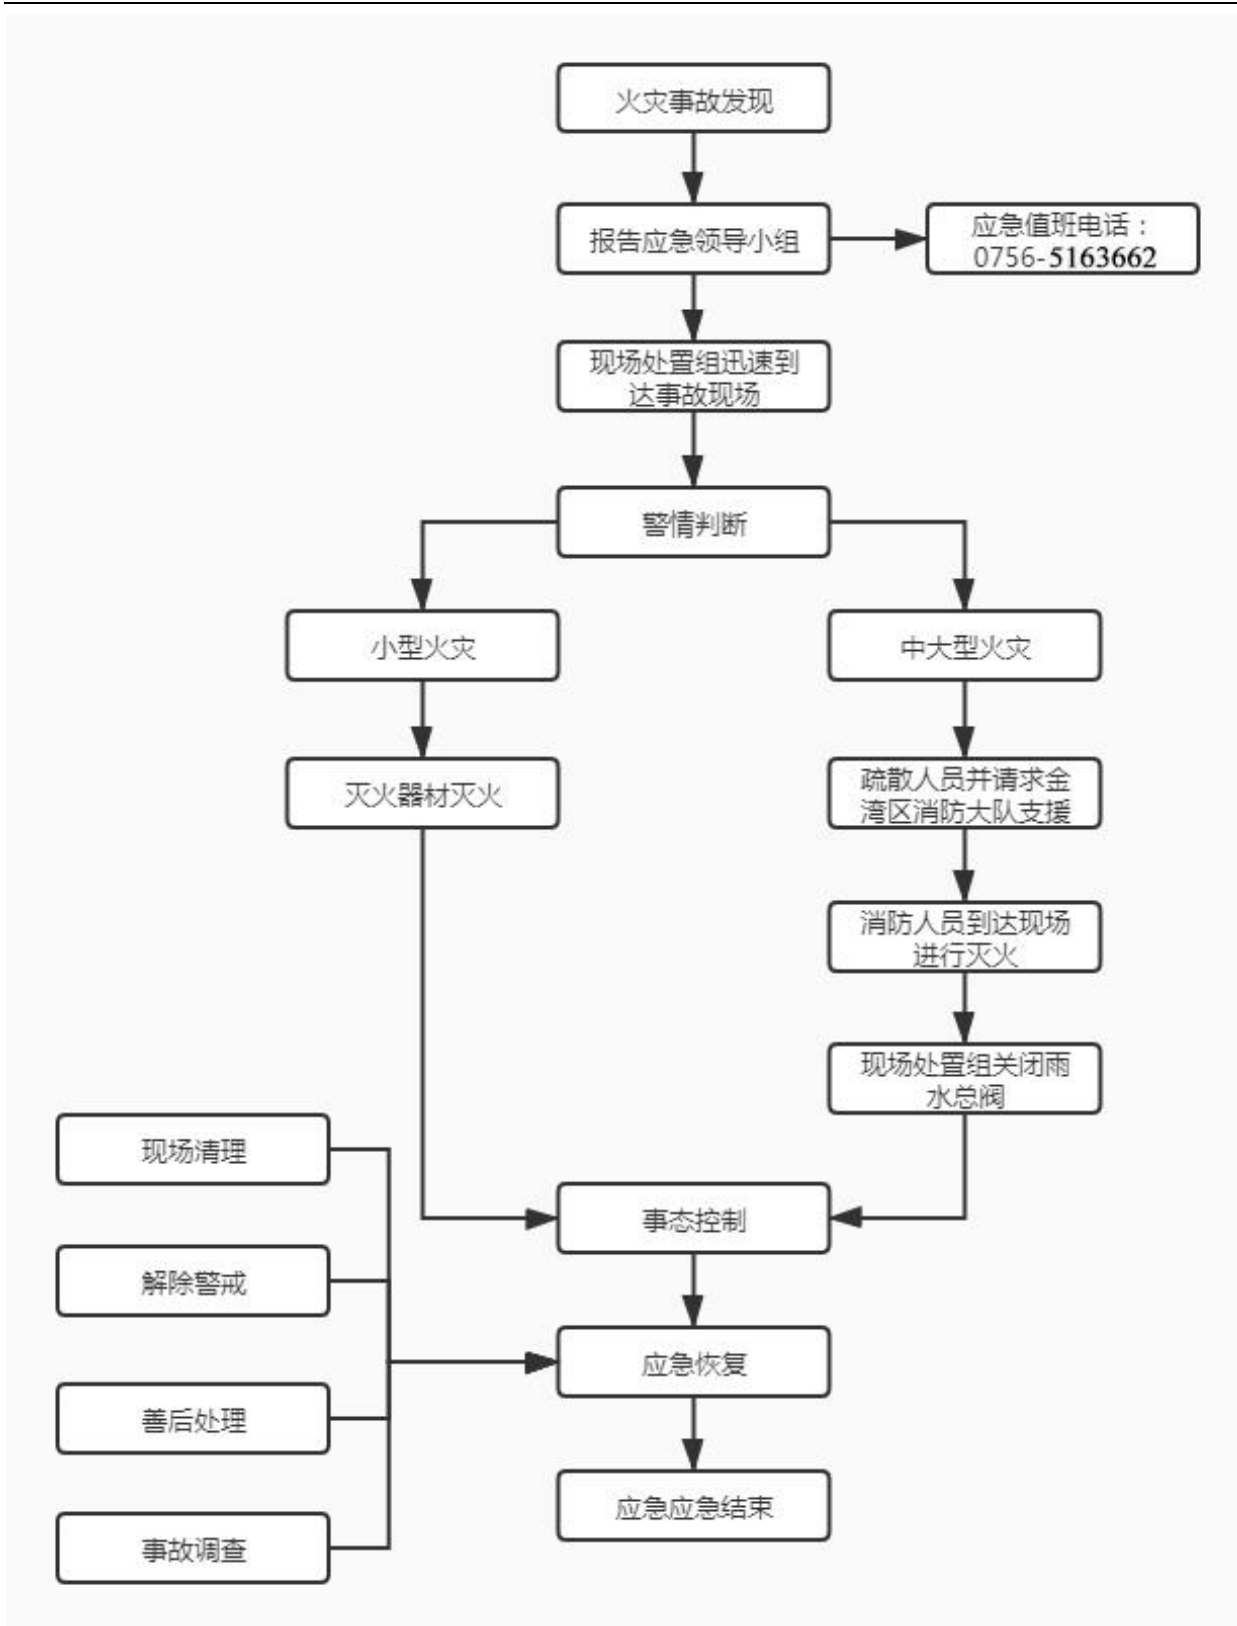 火灾事故发现
报告应急领导小组
应急值班电话：
0756-5163662
现场处置组迅速到
达事故现场
警情判断
小型火灾
中大型火灾
灭火器材灭火
疏散人员并请求金
湾区消防大队支援
消防人员到达现场
进行灭火
现场处置组关闭雨
水总阀
现场清理
事态控制
解除警戒
应急恢复
善后处理
应急应急结束
事故调查